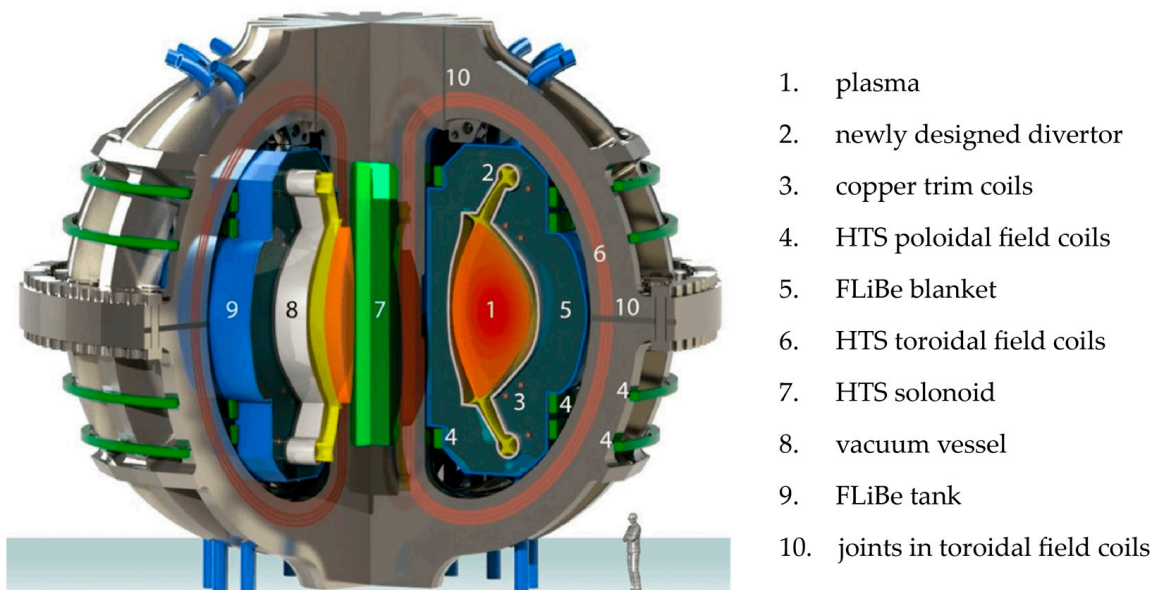 10
2
6
9
8
7
1
5
10
4
3
4
4
4
1. plasma
2. newly designed divertor
3. copper trim coils
4. HTS poloidal field coils
5. FLiBe blanket
6. HTS toroidal field coils
7. HTS solonoid
8. vacuum vessel
9. FLiBe tank
10. joints in toroidal field coils